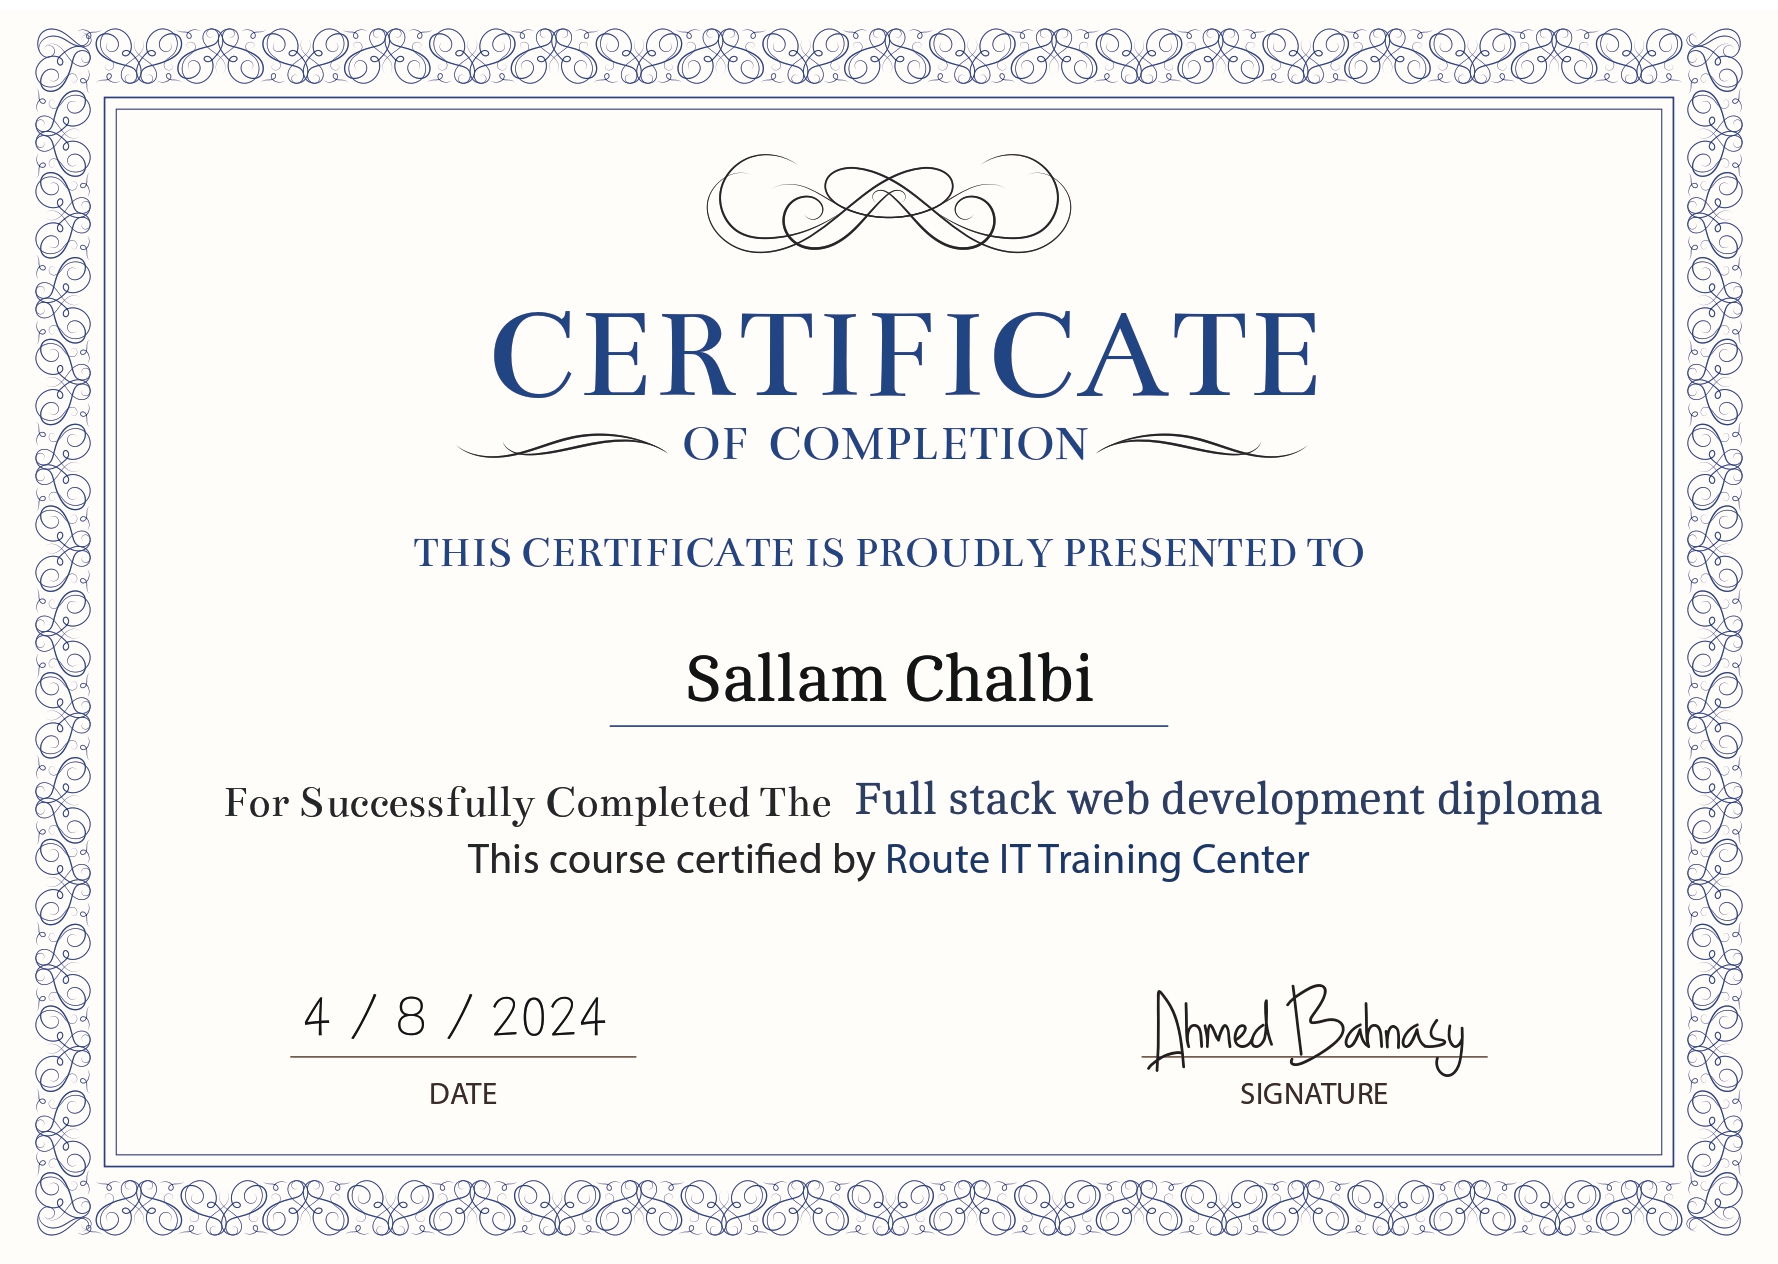 CERTIFICATE
OF COMPLETION
THIS CERTIFICATE IS PROUDLY PRESENTED TO
Sallam Chalbi
For Successfully Completed The Full stack web development diploma
This course certified by Route IT Training Center
4 / 8 / 2024
DATE
Ahmed Bahnasy
SIGNATURE